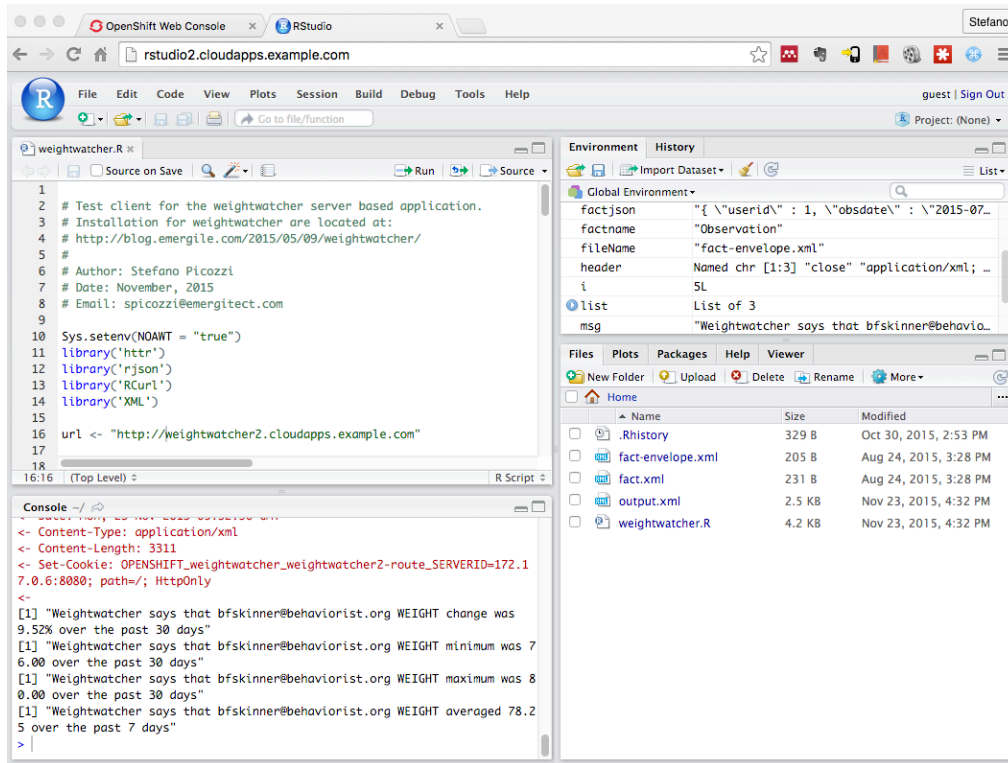 Stefano
OpenShift Web Console ×
RStudio ×
rstudio2.cloudapps.example.com
R File Edit Code View Plots Session Build Debug Tools Help
guest | Sign Out
Go to file/function
Project: (None)
weightwatcher.R ×
Source on Save
Run
Source
1
2 # Test client for the weightwatcher server based application.
3 # Installation for weightwatcher are located at:
4 # http://blog.emergile.com/2015/05/09/weightwatcher/
5 #
6 # Author: Stefano Picozzi
7 # Date: November, 2015
8 # Email: spicozzi@emergitect.com
9
10 Sys.setenv(NOAWT = "true")
11 library('httr')
12 library('rjson')
13 library('RCurl')
14 library('XML')
15
16 url <- "http://weightwatcher2.cloudapps.example.com"
17
18
16:16 (Top Level) R Script
Console ~/
<- Content-Type: application/xml
<- Content-Length: 3311
<- Set-Cookie: OPENSHIFT_weightwatcher_weightwatcher2-route_SERVERID=172.1
7.0.6:8080; path=/; HttpOnly
<-
[1] "Weightwatcher says that bfskinner@behaviorist.org WEIGHT change was
9.52% over the past 30 days"
[1] "Weightwatcher says that bfskinner@behaviorist.org WEIGHT minimum was 7
6.00 over the past 30 days"
[1] "Weightwatcher says that bfskinner@behaviorist.org WEIGHT maximum was 8
0.00 over the past 30 days"
[1] "Weightwatcher says that bfskinner@behaviorist.org WEIGHT averaged 78.2
5 over the past 7 days"
>
Environment History
Import Dataset
List
Global Environment
factjson "{ \"userid\" : 1, \"obsdate\" : \"2015-07…
factname "Observation"
fileName "fact-envelope.xml"
header Named chr [1:3] "close" "application/xml; …
i 5L
list List of 3
msg "Weightwatcher says that bfskinner@behavio…
Files Plots Packages Help Viewer
New Folder Upload Delete Rename More
Home
Name Size Modified
.Rhistory 329 B Oct 30, 2015, 2:53 PM
fact-envelope.xml 205 B Aug 24, 2015, 3:28 PM
fact.xml 231 B Aug 24, 2015, 3:28 PM
output.xml 2.5 KB Nov 23, 2015, 4:32 PM
weightwatcher.R 4.2 KB Nov 23, 2015, 4:32 PM